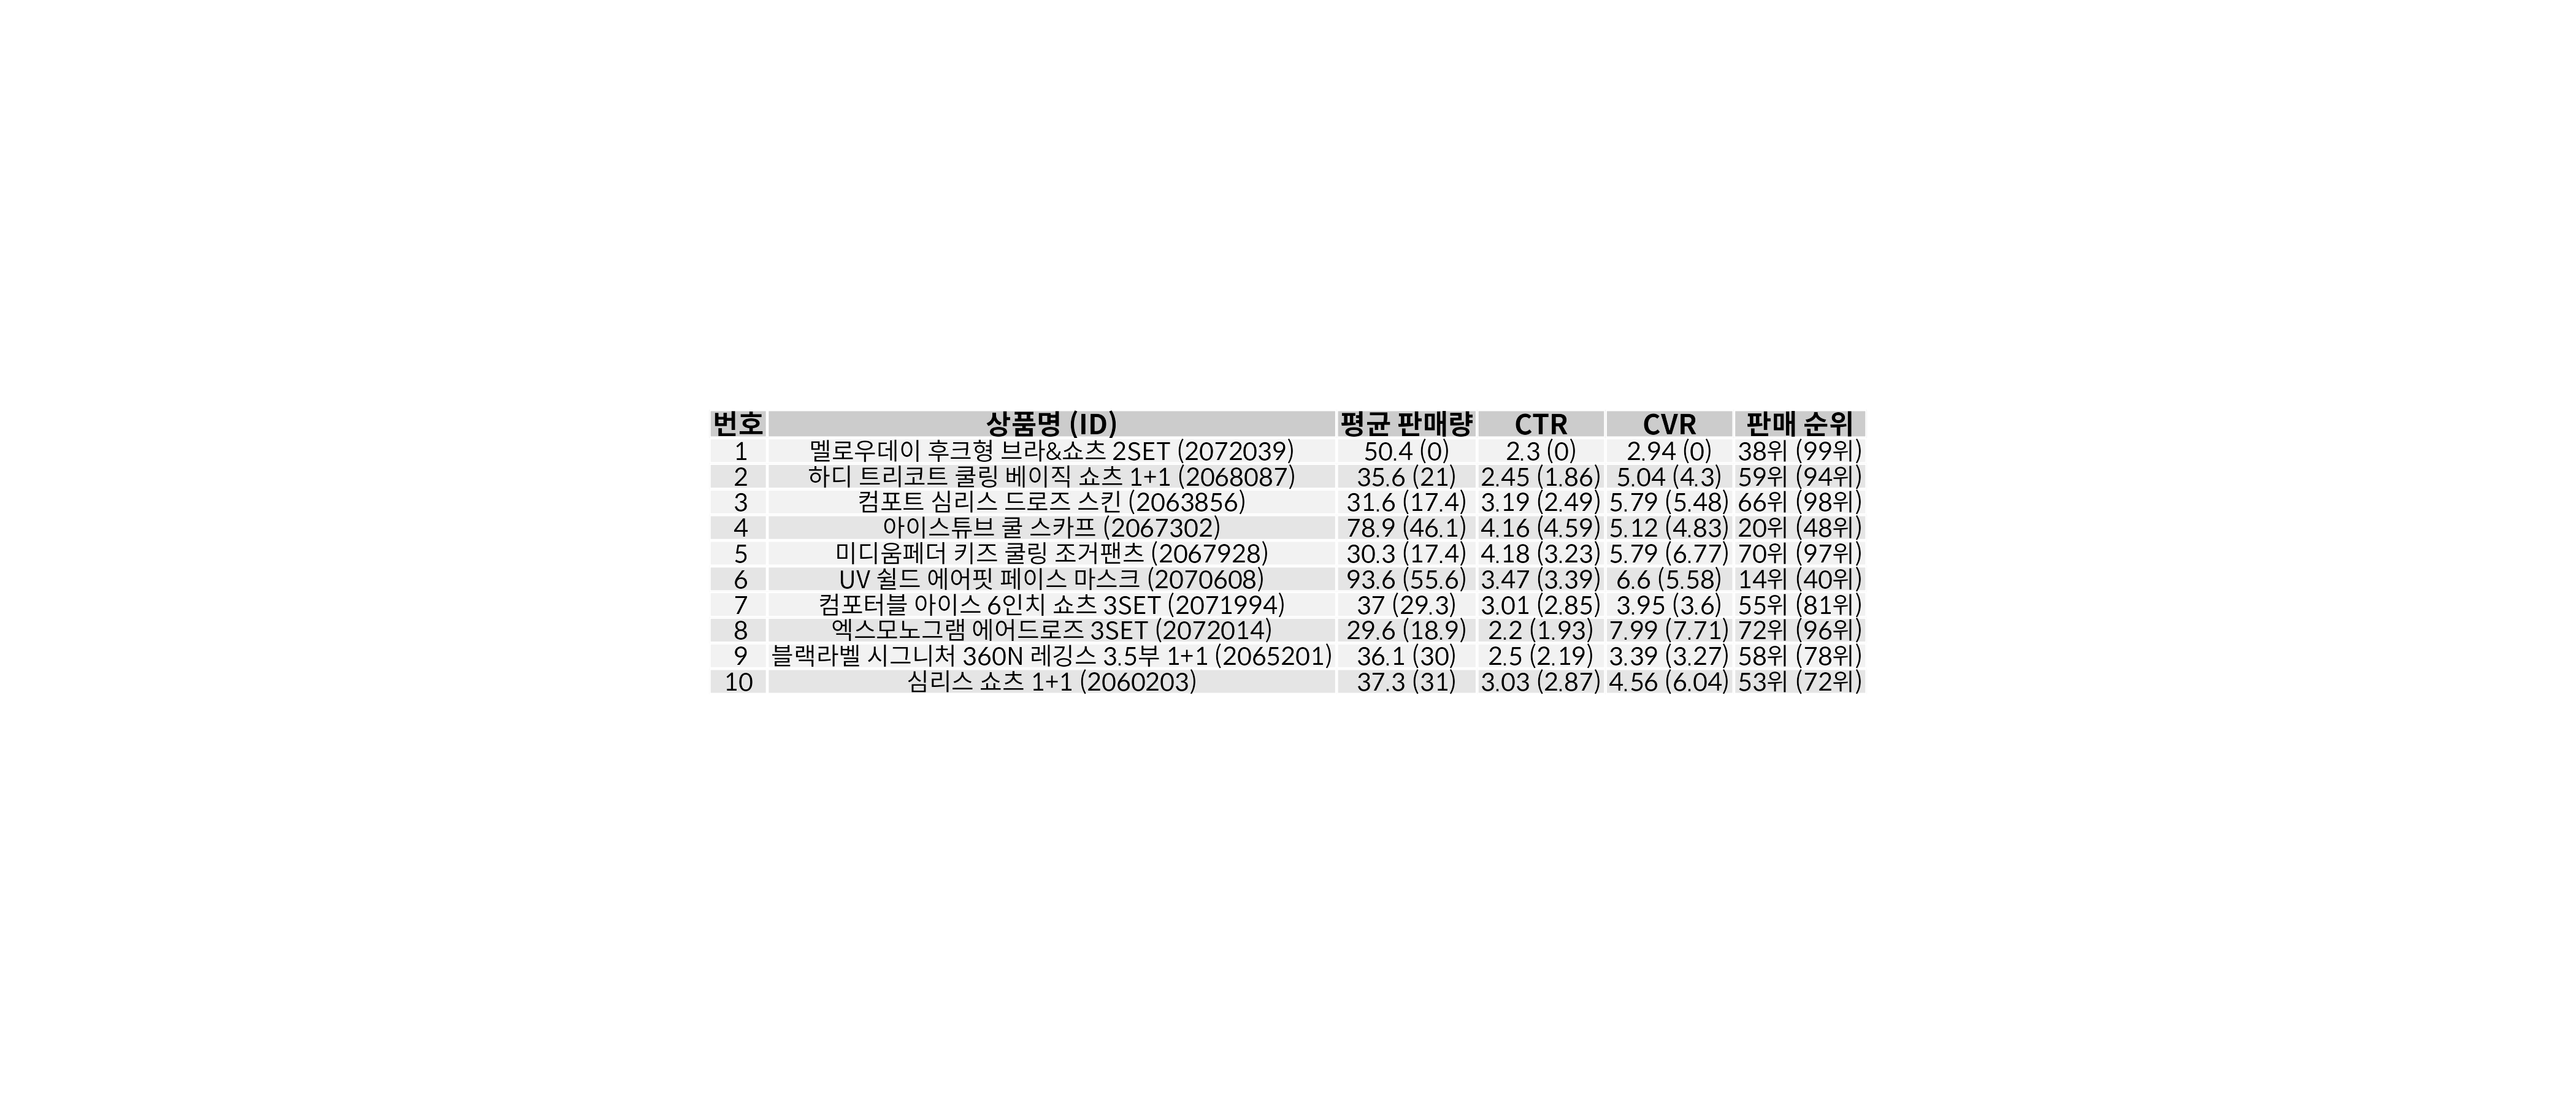 번호 상품명 (ID) 평균 판매량 CTR CVR 판매 순위
1 멜로우데이 후크형 브라&쇼츠 2SET (2072039) 50.4 (0) 2.3 (0) 2.94 (0) 38위 (99위)
2 하디 트리코트 쿨링 베이직 쇼츠 1+1 (2068087) 35.6 (21) 2.45 (1.86) 5.04 (4.3) 59위 (94위)
3 컴포트 심리스 드로즈 스킨 (2063856) 31.6 (17.4) 3.19 (2.49) 5.79 (5.48) 66위 (98위)
4 아이스튜브 쿨 스카프 (2067302) 78.9 (46.1) 4.16 (4.59) 5.12 (4.83) 20위 (48위)
5 미디움페더 키즈 쿨링 조거팬츠 (2067928) 30.3 (17.4) 4.18 (3.23) 5.79 (6.77) 70위 (97위)
6 UV 쉴드 에어핏 페이스 마스크 (2070608) 93.6 (55.6) 3.47 (3.39) 6.6 (5.58) 14위 (40위)
7 컴포터블 아이스 6인치 쇼츠 3SET (2071994) 37 (29.3) 3.01 (2.85) 3.95 (3.6) 55위 (81위)
8 엑스모노그램 에어드로즈 3SET (2072014) 29.6 (18.9) 2.2 (1.93) 7.99 (7.71) 72위 (96위)
9 블랙라벨 시그니처 360N 레깅스 3.5부 1+1 (2065201) 36.1 (30) 2.5 (2.19) 3.39 (3.27) 58위 (78위)
10 심리스 쇼츠 1+1 (2060203) 37.3 (31) 3.03 (2.87) 4.56 (6.04) 53위 (72위)